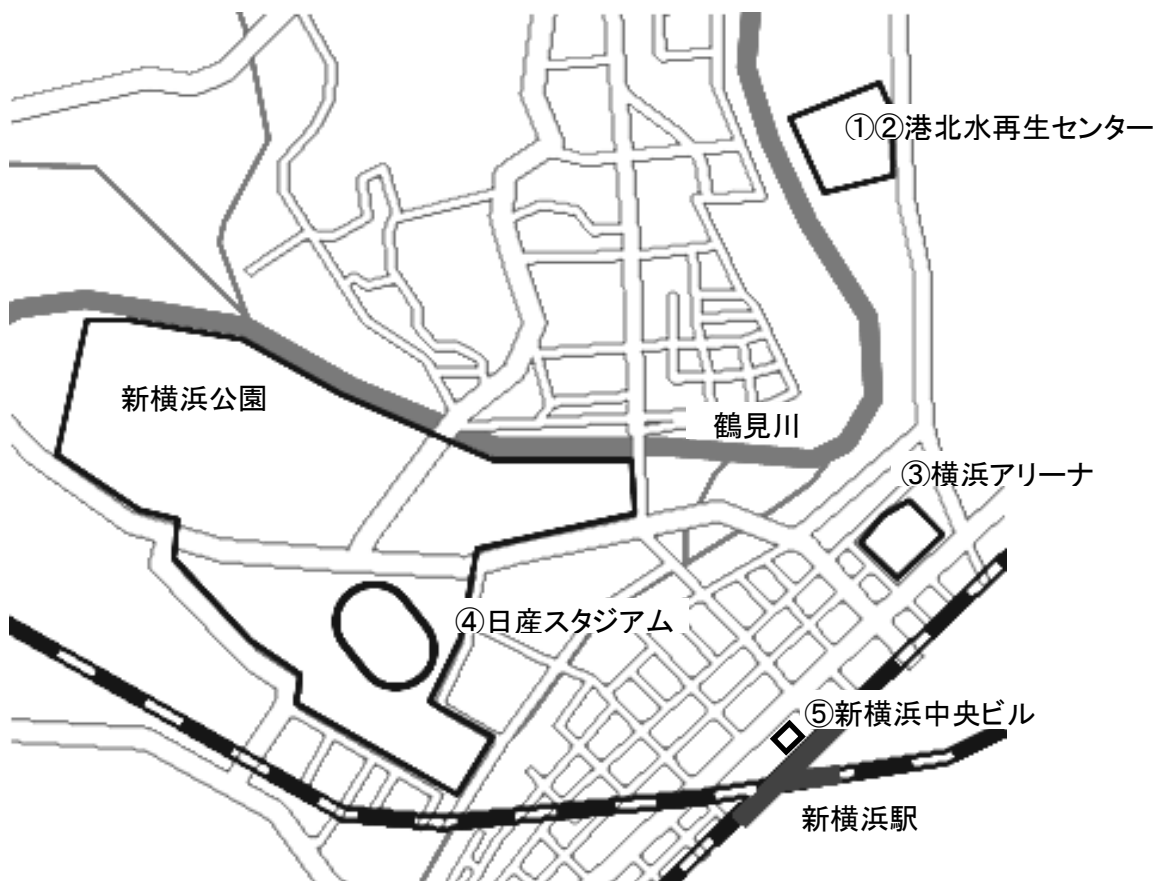 ①②港北水再生センター
新横浜公園
鶴見川
③横浜アリーナ
④日産スタジアム
⑤新横浜中央ビル
新横浜駅